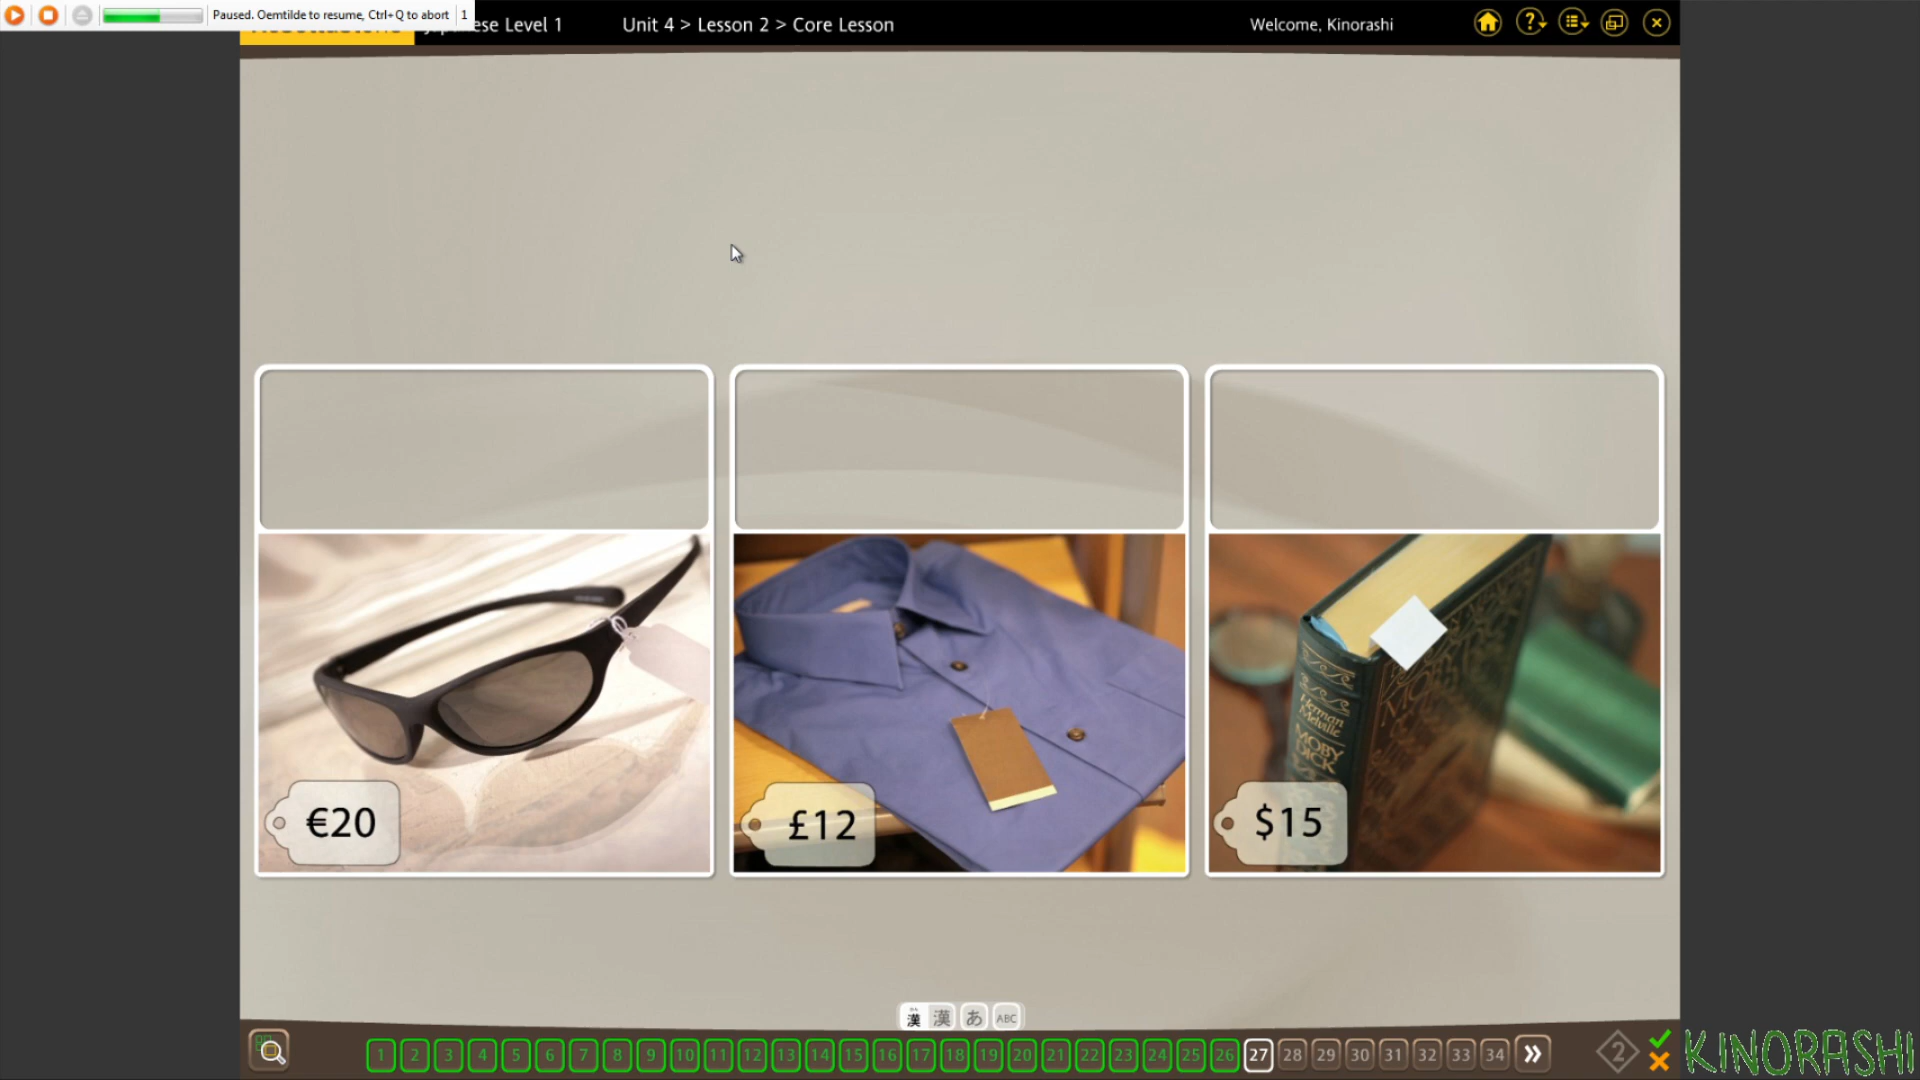 Paused. Oemtilde to resume, Ctrl+Q to abort 1
ese Level 1
Unit 4 > Lesson 2 > Core Lesson
Welcome, Kinorashi
€20
£12
$15
Herman
Melville
MOBY
DICK
漢 漢 あ ABC
1 2 3 4 5 6 7 8 9 10 11 12 13 14 15 16 17 18 19 20 21 22 23 24 25 26 27 28 29 30 31 32 33 34
2
KINORASHI